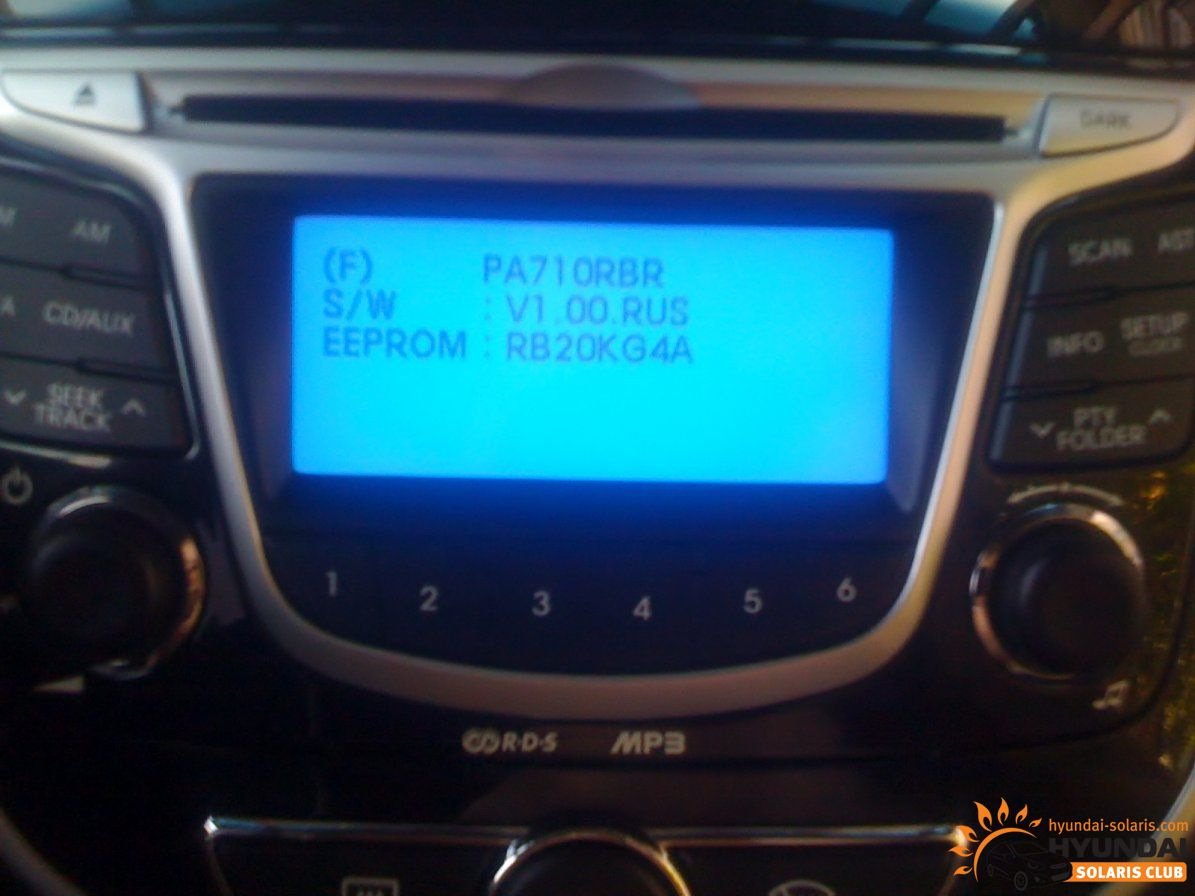 DARK
AM
SCAN AST
(F) PA710RBR
S/W : V1.00.RUS
EEPROM : RB20KG4A
CD/AUX
INFO SETUP
CLOCK
SEEK
TRACK
PTY
FOLDER
1 2 3 4 5 6
R·D·S MP3
hyundai-solaris.com
HYUNDAI
SOLARIS CLUB